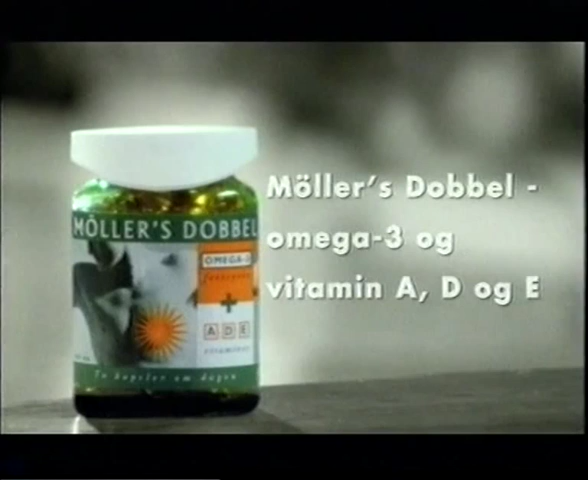 MÖLLER'S DOBBEL
OMEGA-3
+
A D E
To kapsler om dagen
Möller's Dobbel -
omega-3 og
vitamin A, D og E